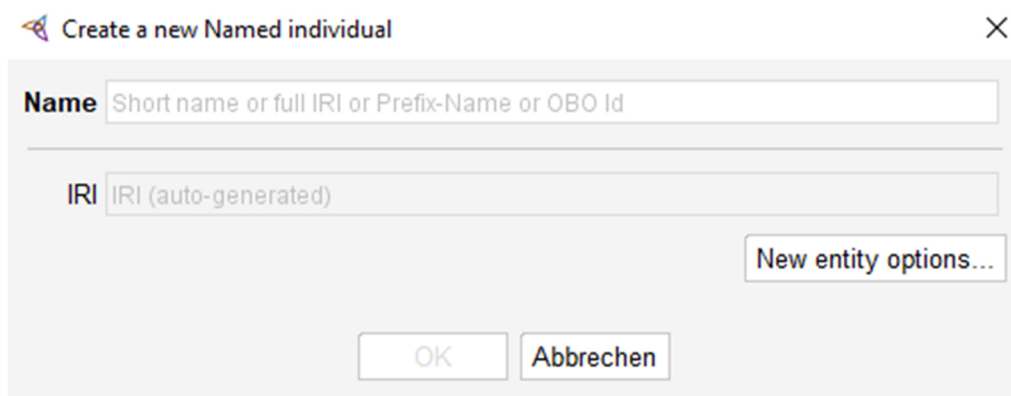 Create a new Named individual
Name Short name or full IRI or Prefix-Name or OBO Id
IRI IRI (auto-generated)
New entity options...
OK Abbrechen